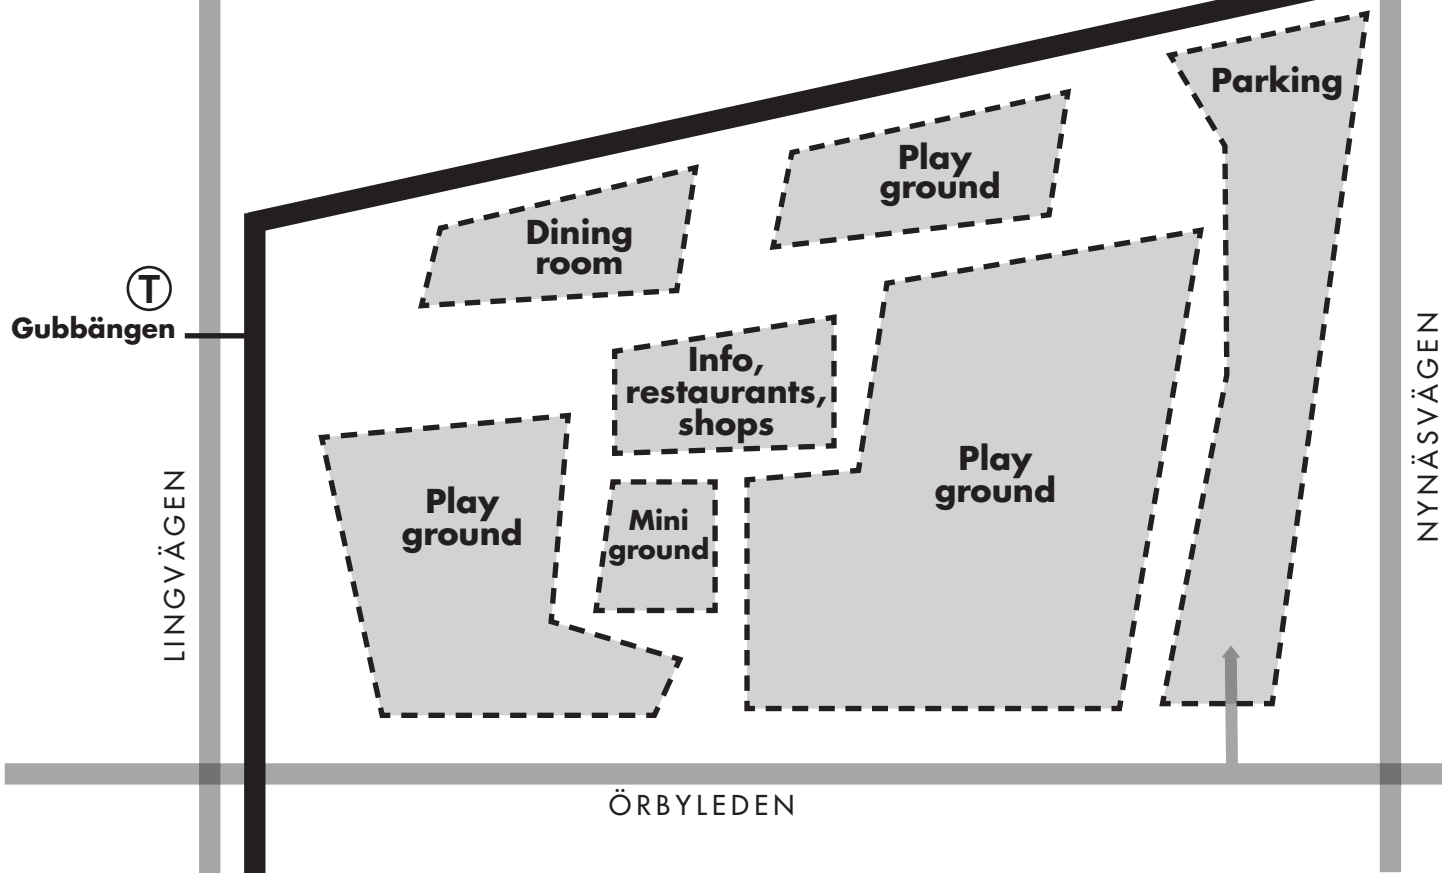 Parking
Play
ground
Dining
room
T
Gubbängen
Info,
restaurants,
shops
Play
ground
Play
ground
Mini
ground
LINGVÄGEN
NYNÄSVÄGEN
ÖRBYLEDEN